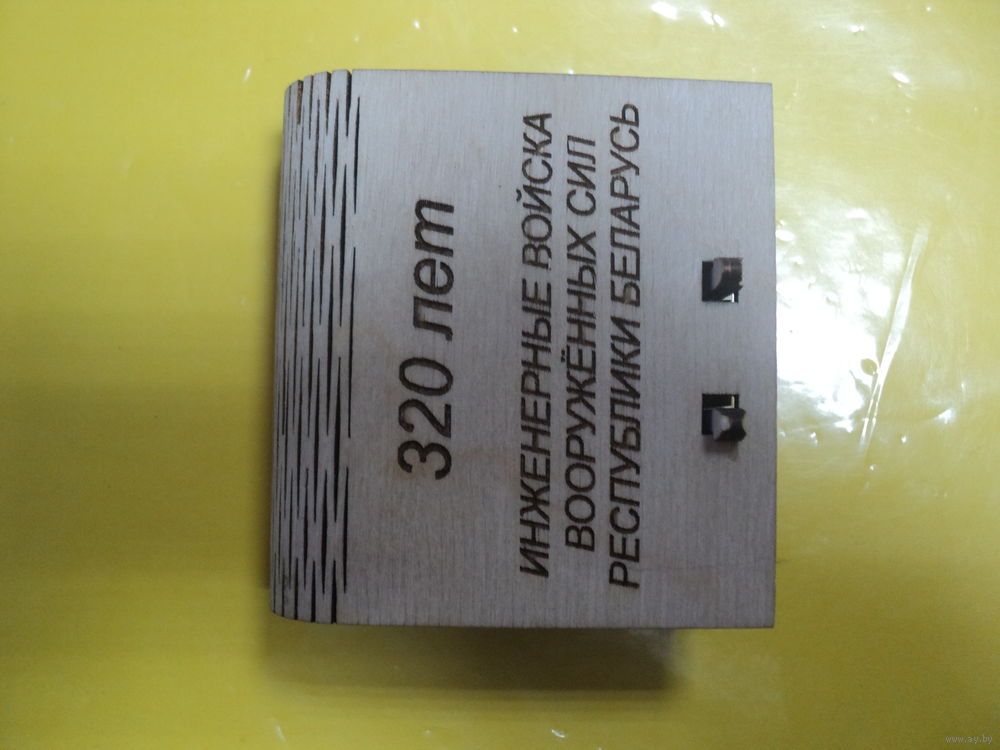 320 лет
ИНЖЕНЕРНЫЕ ВОЙСКА
ВООРУЖЁННЫХ СИЛ
РЕСПУБЛИКИ БЕЛАРУСЬ
www.ay.by